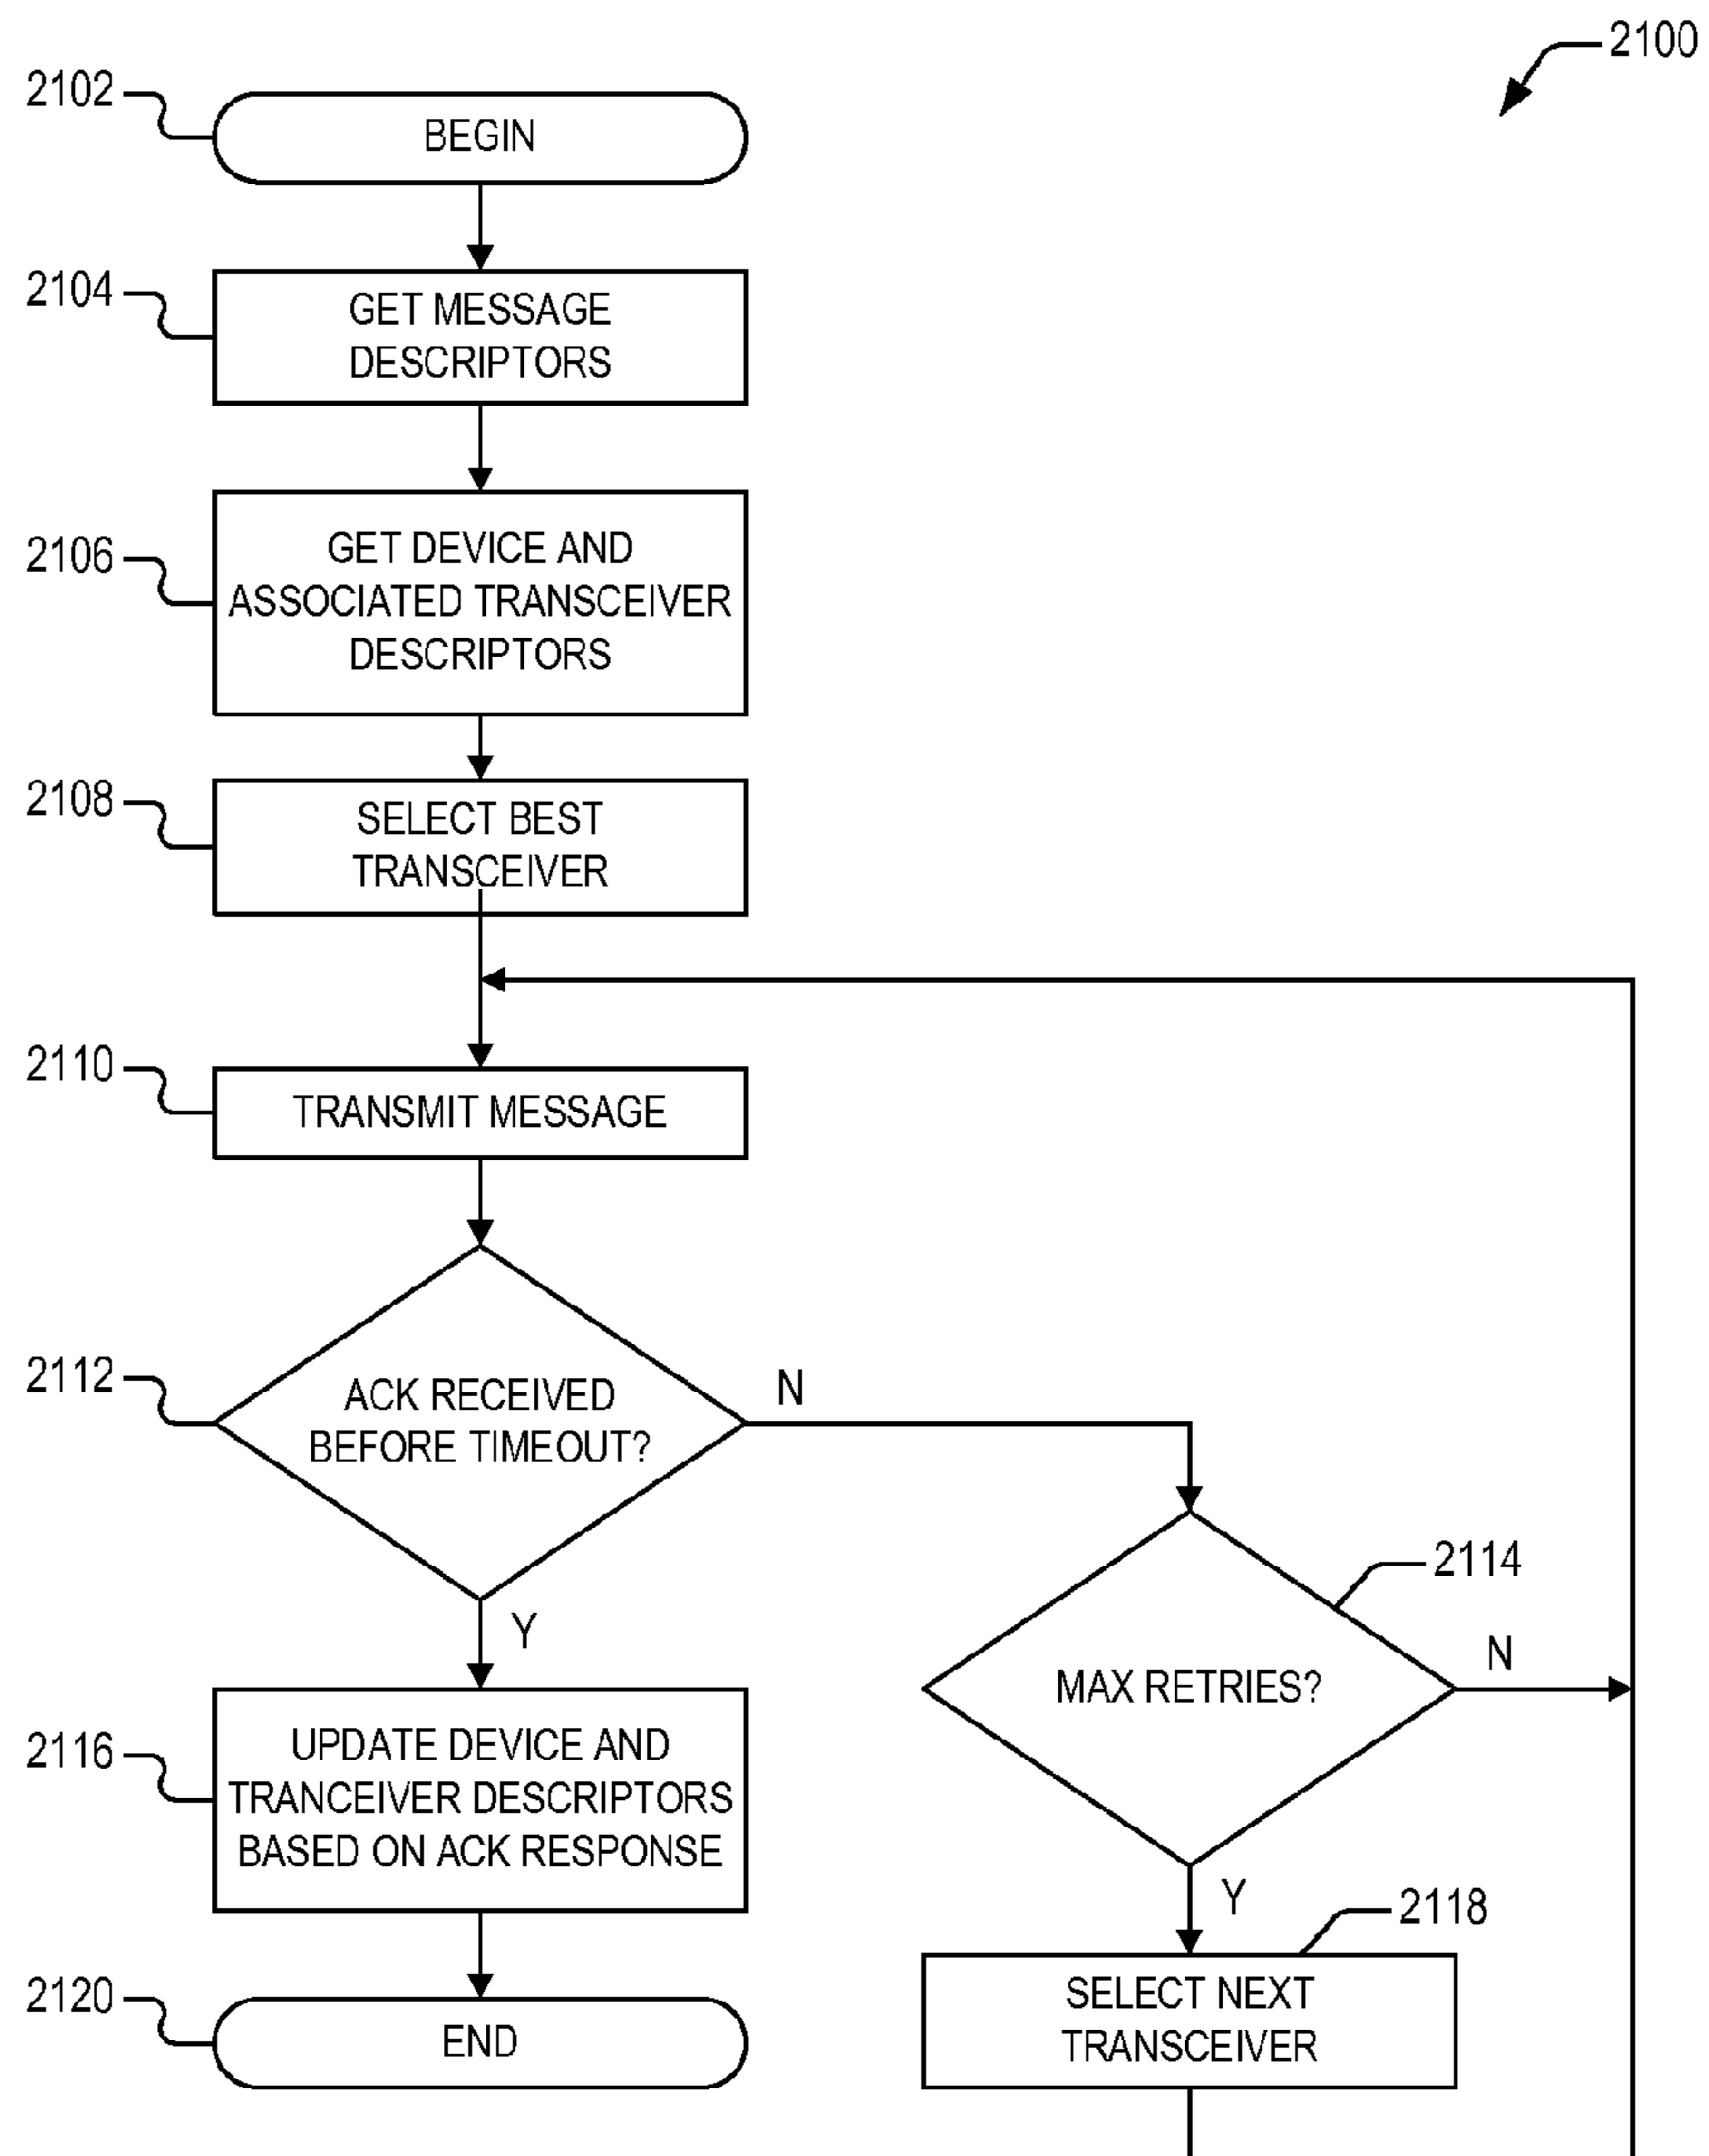 2100
2102
BEGIN
2104
GET MESSAGE
DESCRIPTORS
2106
GET DEVICE AND
ASSOCIATED TRANSCEIVER
DESCRIPTORS
2108
SELECT BEST
TRANSCEIVER
2110
TRANSMIT MESSAGE
2112
ACK RECEIVED
BEFORE TIMEOUT?
N
Y
2114
MAX RETRIES?
N
Y
2116
UPDATE DEVICE AND
TRANCEIVER DESCRIPTORS
BASED ON ACK RESPONSE
2118
SELECT NEXT
TRANSCEIVER
2120
END